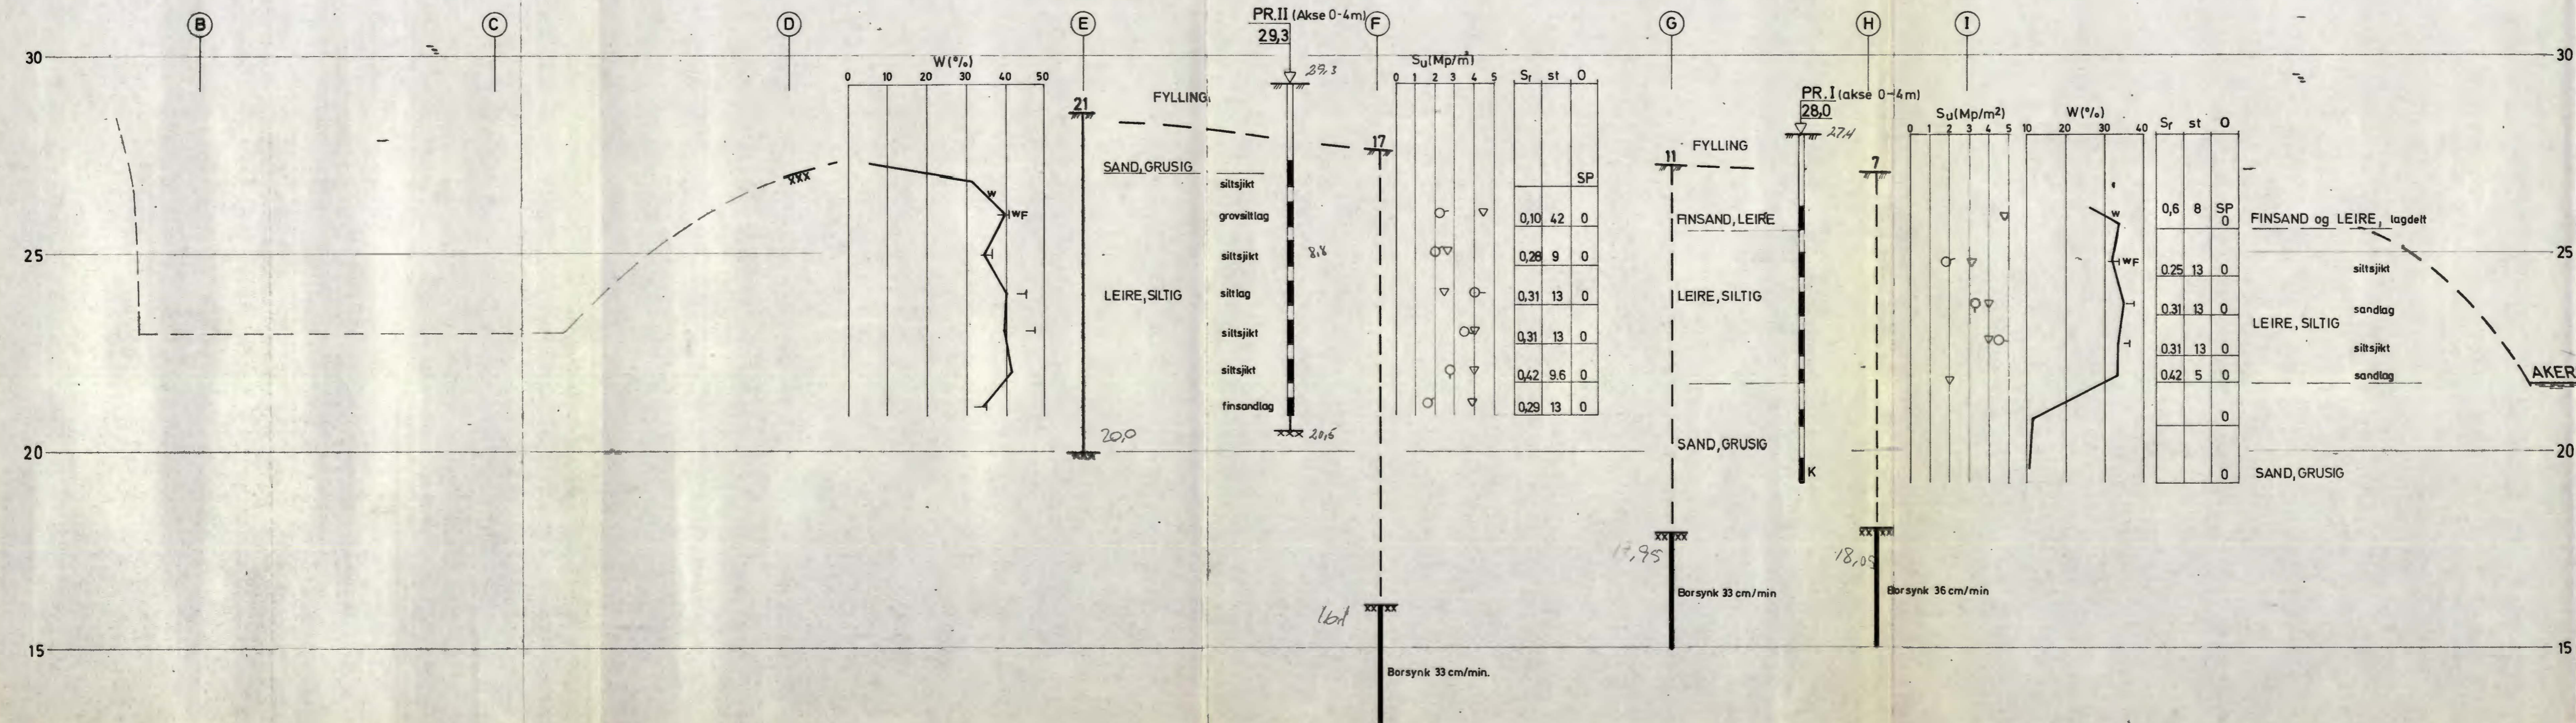 B C D E PR.II (Akse 0-4m) F G H I
29,3
30 30
W(%)
0 10 20 30 40 50
29,3
Su(Mp/m²)
0 1 2 3 4 5
Sr st O
21
FYLLING
17
SAND, GRUSIG
siltsjikt
SP
W
WF
grovsiltlag
0,10 42 0
25 25
siltsjikt
8,8
0,28 9 0
LEIRE, SILTIG
siltlag
0,31 13 0
siltsjikt
0,31 13 0
siltsjikt
0,42 9.6 0
finsandlag
0,29 13 0
20,0
20,6
20 20
PR.I (akse 0-4m)
28,0
27,4
11
FYLLING
7
FINSAND, LEIRE
LEIRE, SILTIG
SAND, GRUSIG
K
Su(Mp/m²)
0 1 2 3 4 5
W(%)
10 20 30 40
Sr st O
W
WF
0,6 8 SP
0
FINSAND og LEIRE, lagdelt
0.25 13 0
siltsjikt
0.31 13 0
sandlag
LEIRE, SILTIG
0.31 13 0
siltsjikt
0.42 5 0
sandlag
AKER
0
0
SAND, GRUSIG
17,95
18,05
Borsynk 33 cm/min
Borsynk 36 cm/min
15 15
Borsynk 33 cm/min.